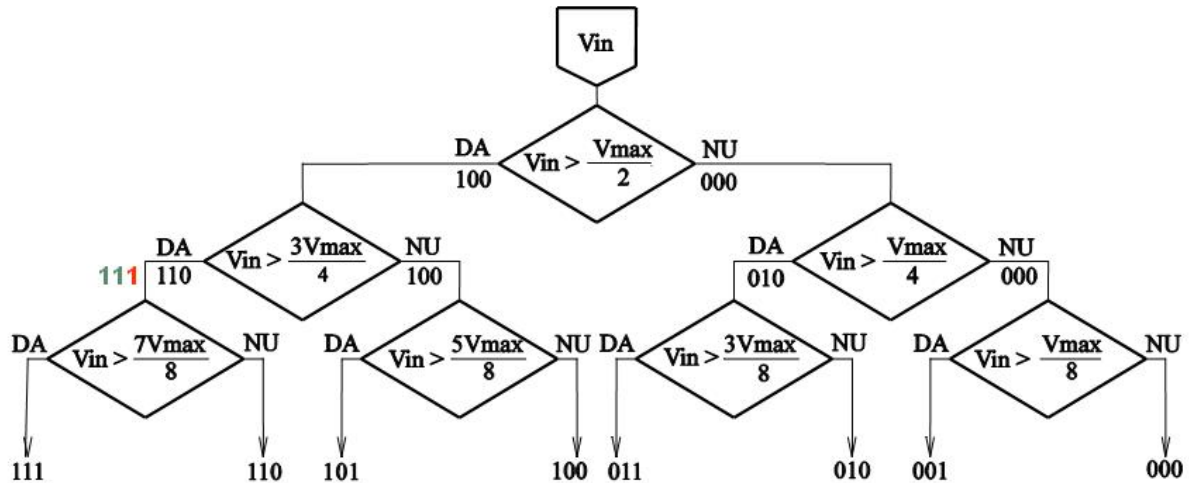 Vin
DA
NU
Vin > Vmax/2
100
000
DA
NU
Vin > 3Vmax/4
DA
NU
Vin > Vmax/4
111
110
100
010
000
DA
NU
Vin > 7Vmax/8
DA
NU
Vin > 5Vmax/8
DA
NU
Vin > 3Vmax/8
DA
NU
Vin > Vmax/8
111
110
101
100
011
010
001
000